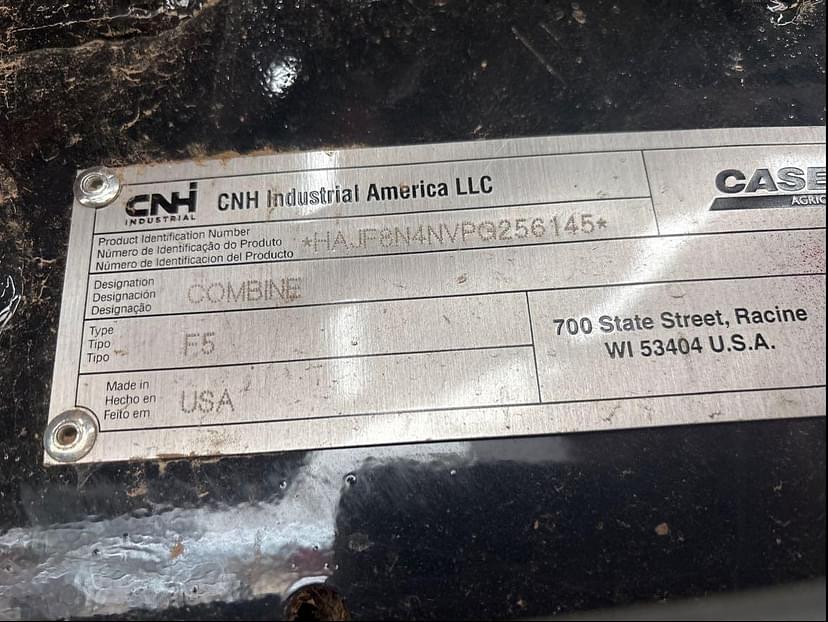 CNH
INDUSTRIAL
CNH Industrial America LLC
CASE
AGRIC
Product Identification Number
Número de Identificação do Produto
Número de Identificacion del Producto
*HAJF8N4NVPG256145*
Designation
Designación
Designação
COMBINE
Type
Tipo
Tipo
F5
700 State Street, Racine
WI 53404 U.S.A.
Made in
Hecho en
Feito em
USA